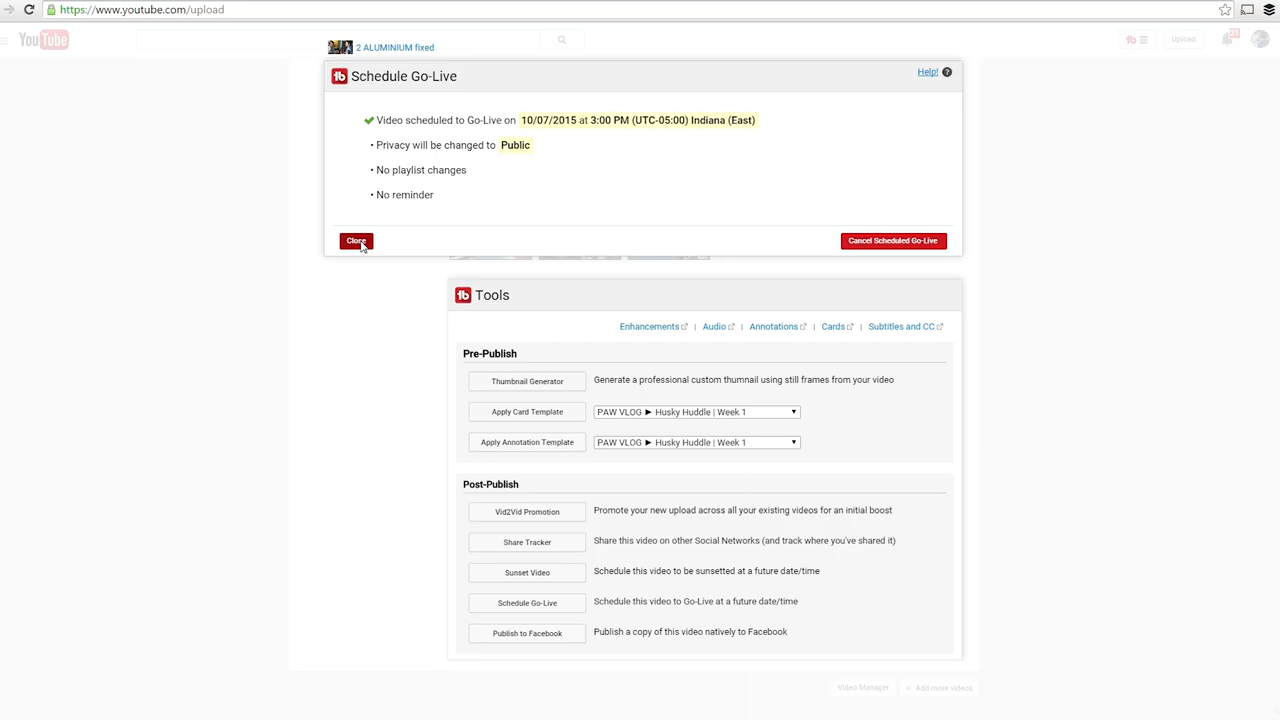 https://www.youtube.com/upload
YouTube
Upload
2 ALUMINIUM fixed
Schedule Go-Live
Help!
Video scheduled to Go-Live on 10/07/2015 at 3:00 PM (UTC-05:00) Indiana (East)
• Privacy will be changed to Public
• No playlist changes
• No reminder
Close
Cancel Scheduled Go-Live
Tools
Enhancements | Audio | Annotations | Cards | Subtitles and CC
Pre-Publish
Thumbnail Generator Generate a professional custom thumnail using still frames from your video
Apply Card Template PAW VLOG ► Husky Huddle | Week 1
Apply Annotation Template PAW VLOG ► Husky Huddle | Week 1
Post-Publish
Vid2Vid Promotion Promote your new upload across all your existing videos for an initial boost
Share Tracker Share this video on other Social Networks (and track where you've shared it)
Sunset Video Schedule this video to be sunsetted at a future date/time
Schedule Go-Live Schedule this video to Go-Live at a future date/time
Publish to Facebook Publish a copy of this video natively to Facebook
Video Manager + Add more videos